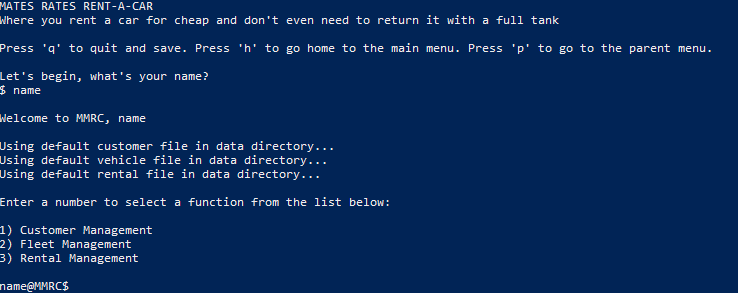 MATES RATES RENT-A-CAR
Where you rent a car for cheap and don't even need to return it with a full tank
Press 'q' to quit and save. Press 'h' to go home to the main menu. Press 'p' to go to the parent menu.
Let's begin, what's your name?
$ name
Welcome to MMRC, name
Using default customer file in data directory...
Using default vehicle file in data directory...
Using default rental file in data directory...
Enter a number to select a function from the list below:
1) Customer Management
2) Fleet Management
3) Rental Management
name@MMRC$